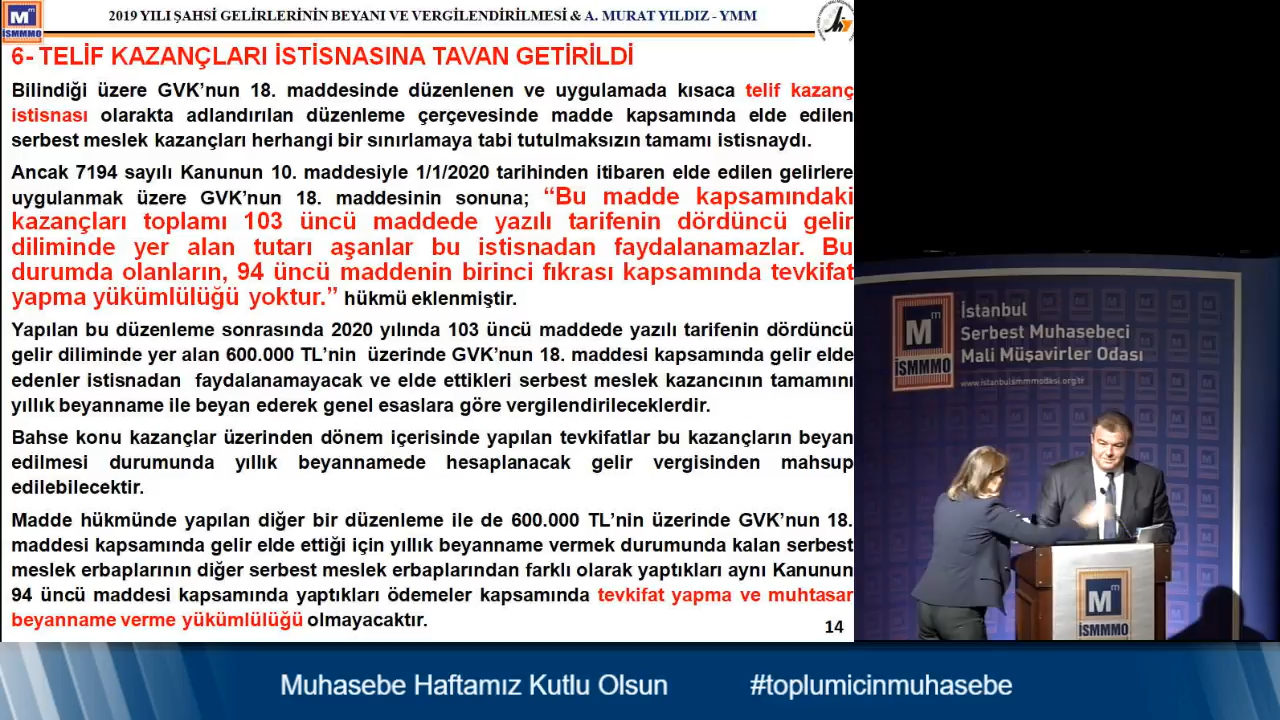 2019 YILI ŞAHSİ GELİRLERİNİN BEYANI VE VERGİLENDİRİLMESİ & A. MURAT YILDIZ - YMM
Mm
İSMMMO
6- TELİF KAZANÇLARI İSTİSNASINA TAVAN GETİRİLDİ
Bilindiği üzere GVK’nun 18. maddesinde düzenlenen ve uygulamada kısaca telif kazanç
istisnası olarakta adlandırılan düzenleme çerçevesinde madde kapsamında elde edilen
serbest meslek kazançları herhangi bir sınırlamaya tabi tutulmaksızın tamamı istisnaydı.
Ancak 7194 sayılı Kanunun 10. maddesiyle 1/1/2020 tarihinden itibaren elde edilen gelirlere
uygulanmak üzere GVK’nun 18. maddesinin sonuna; “Bu madde kapsamındaki
kazançları toplamı 103 üncü maddede yazılı tarifenin dördüncü gelir
diliminde yer alan tutarı aşanlar bu istisnadan faydalanamazlar. Bu
durumda olanların, 94 üncü maddenin birinci fıkrası kapsamında tevkifat
yapma yükümlülüğü yoktur.” hükmü eklenmiştir.
Yapılan bu düzenleme sonrasında 2020 yılında 103 üncü maddede yazılı tarifenin dördüncü
gelir diliminde yer alan 600.000 TL’nin üzerinde GVK’nun 18. maddesi kapsamında gelir elde
edenler istisnadan faydalanamayacak ve elde ettikleri serbest meslek kazancının tamamını
yıllık beyanname ile beyan ederek genel esaslara göre vergilendirileceklerdir.
Bahse konu kazançlar üzerinden dönem içerisinde yapılan tevkifatlar bu kazançların beyan
edilmesi durumunda yıllık beyannamede hesaplanacak gelir vergisinden mahsup
edilebilecektir.
Madde hükmünde yapılan diğer bir düzenleme ile de 600.000 TL’nin üzerinde GVK’nun 18.
maddesi kapsamında gelir elde ettiği için yıllık beyanname vermek durumunda kalan serbest
meslek erbaplarının diğer serbest meslek erbaplarından farklı olarak yaptıkları aynı Kanunun
94 üncü maddesi kapsamında yaptıkları ödemeler kapsamında tevkifat yapma ve muhtasar
beyanname verme yükümlülüğü olmayacaktır.
14
Mm
İSMMMO
İstanbul
Serbest Muhasebeci
Mali Müşavirler Odası
www.istanbulsmmmodasi.org.tr
M
İSMMMO
Muhasebe Haftamız Kutlu Olsun
#toplumicinmuhasebe